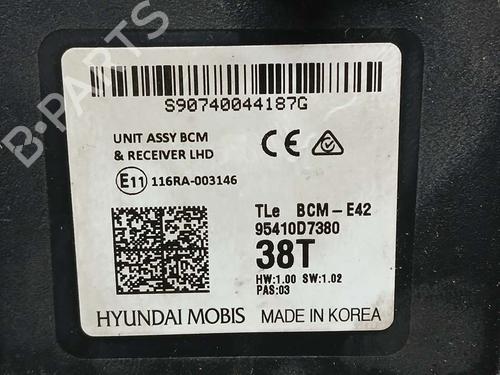 B-PARTS
S90740044187G
UNIT ASSY BCM
& RECEIVER LHD
CE
E11 116RA-003146
TLe BCM-E42
95410D7380
38T
HW:1.00 SW:1.02
PAS:03
HYUNDAI MOBIS MADE IN KOREA